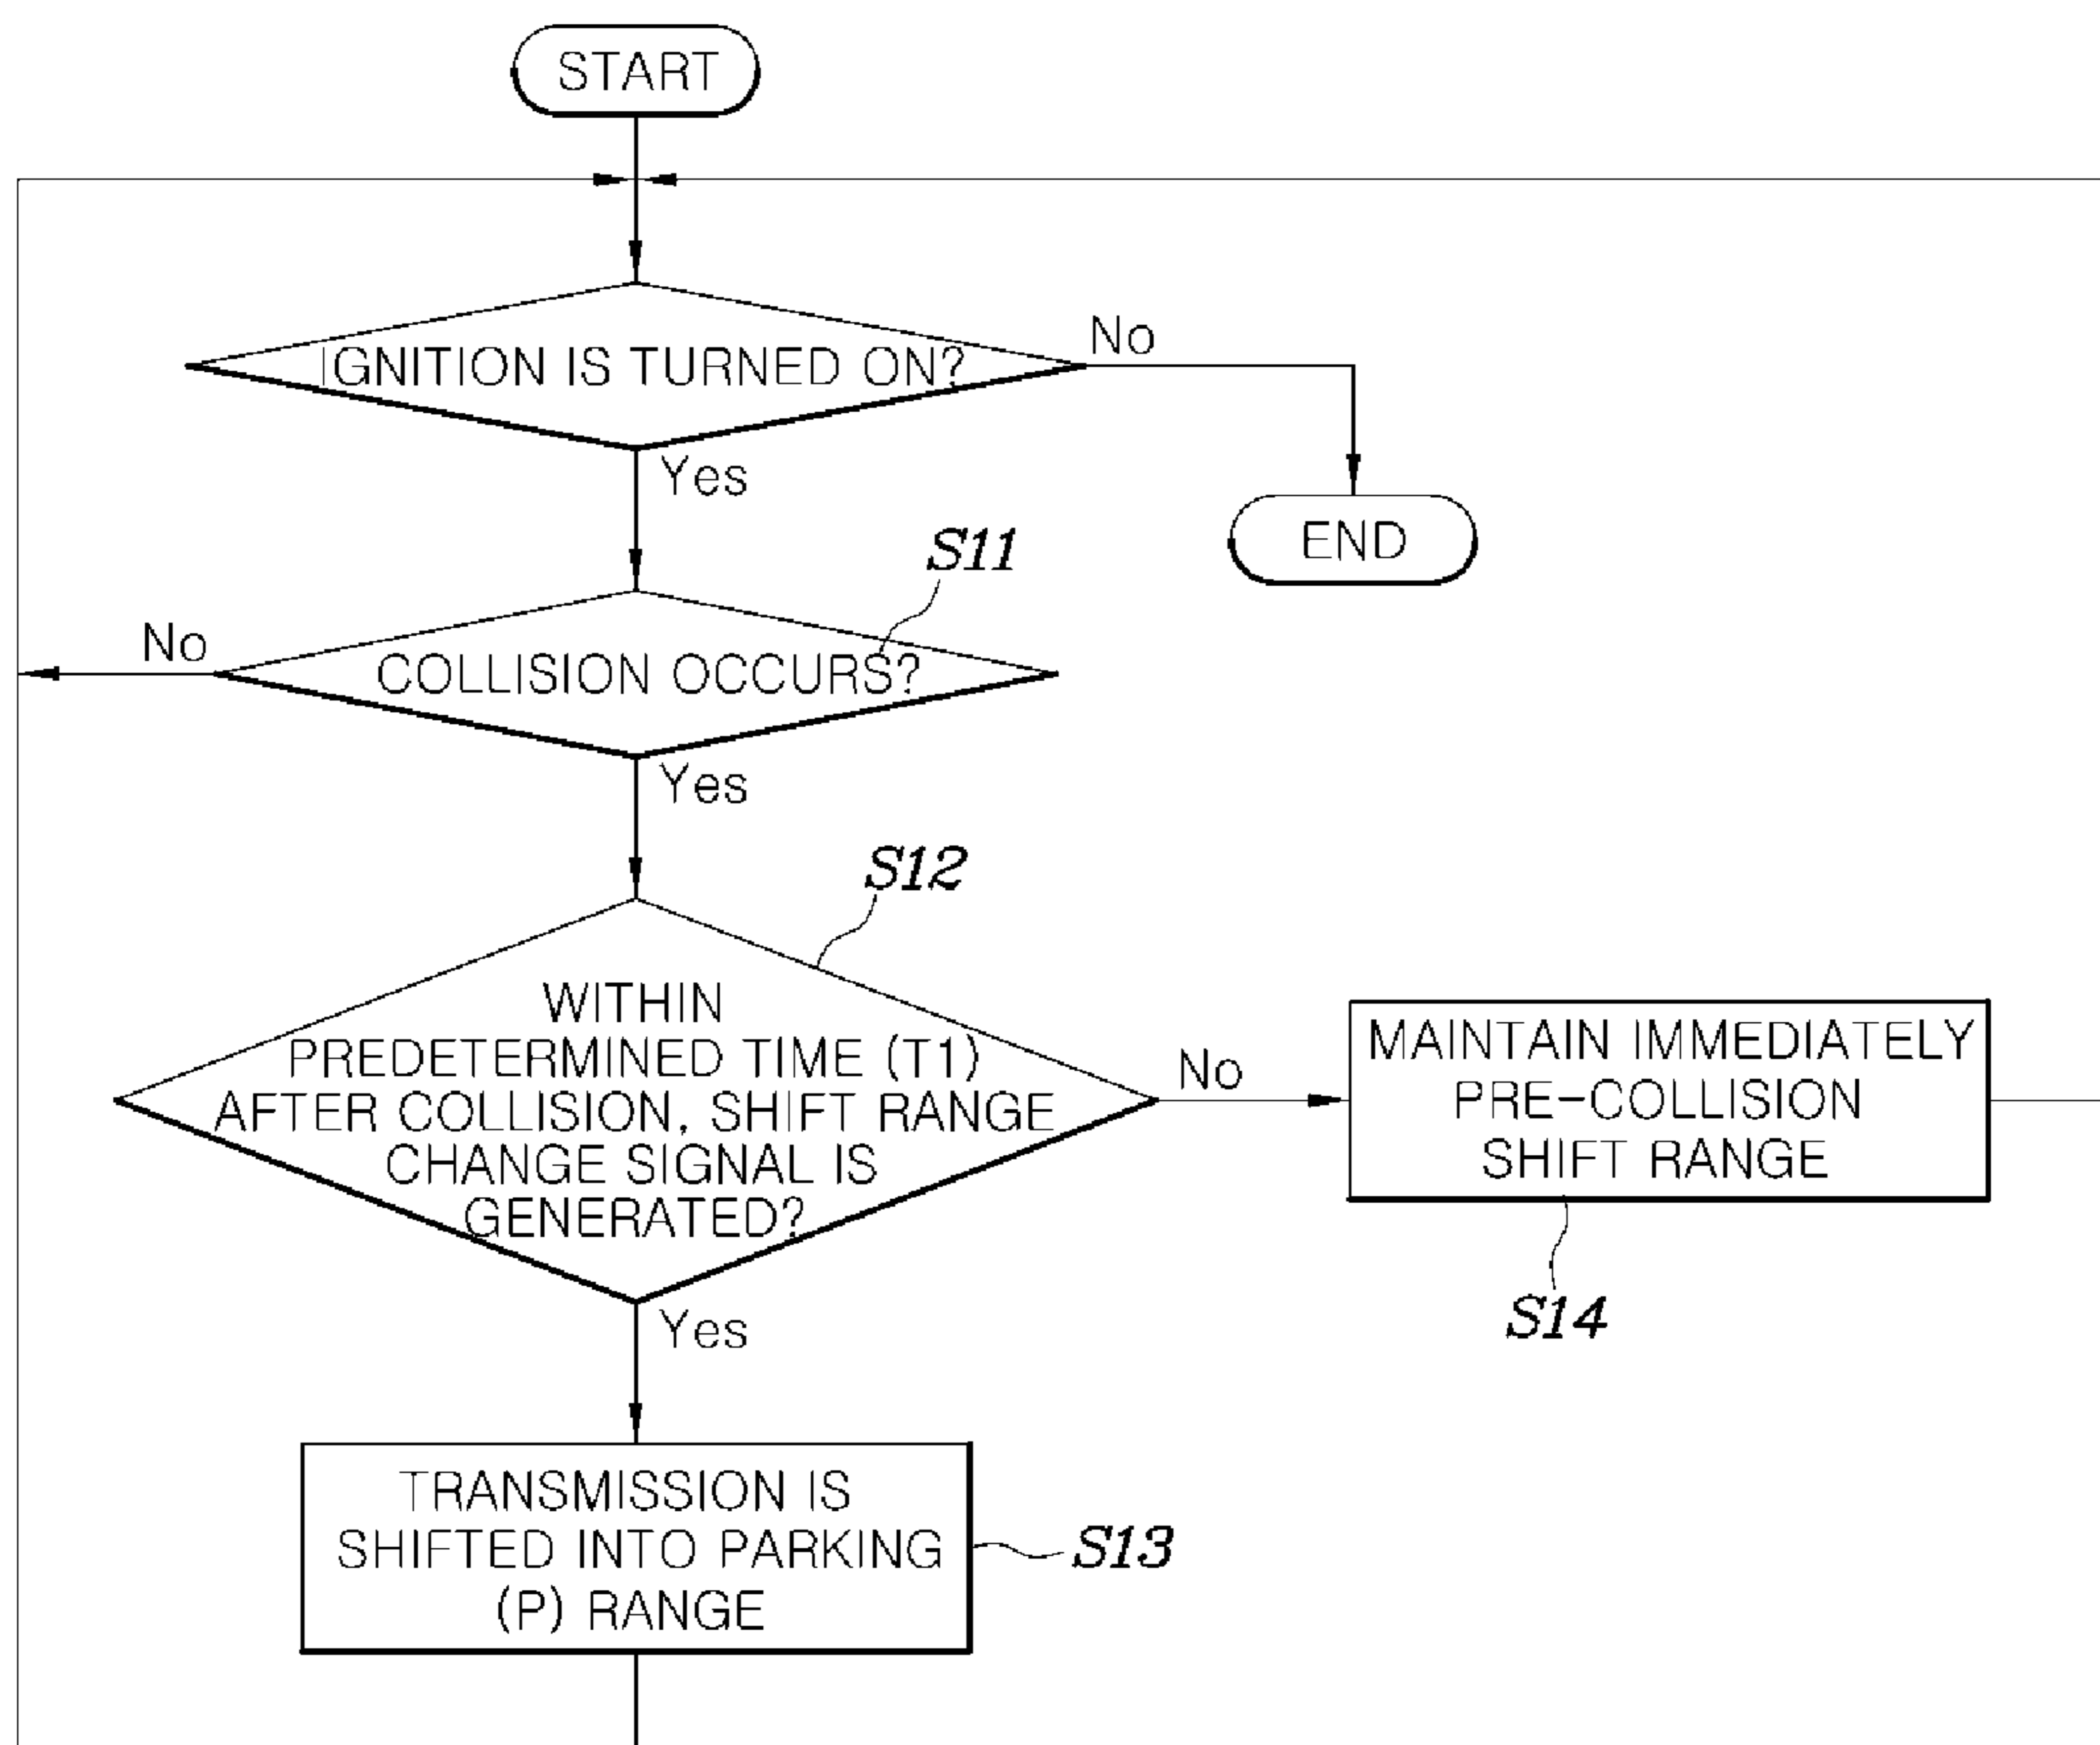 START
IGNITION IS TURNED ON?
No
Yes
END
S11
No
COLLISION OCCURS?
Yes
S12
WITHIN
PREDETERMINED TIME (T1)
AFTER COLLISION, SHIFT RANGE
CHANGE SIGNAL IS
GENERATED?
No
MAINTAIN IMMEDIATELY
PRE-COLLISION
SHIFT RANGE
S14
Yes
TRANSMISSION IS
SHIFTED INTO PARKING
(P) RANGE
S13